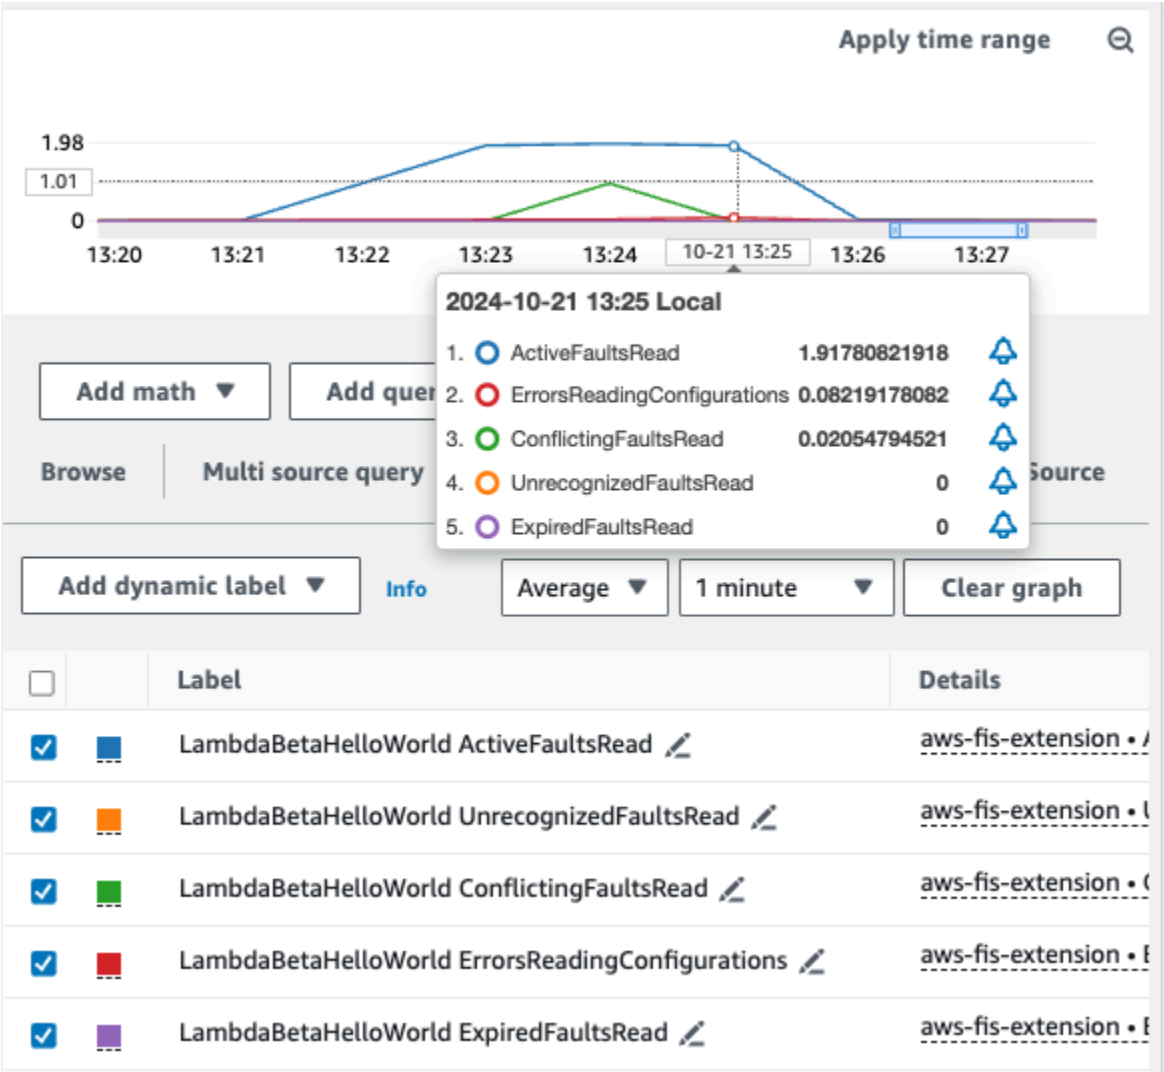 Apply time range
1.98
1.01
0
13:20 13:21 13:22 13:23 13:24 10-21 13:25 13:26 13:27
2024-10-21 13:25 Local
1. ActiveFaultsRead 1.91780821918
2. ErrorsReadingConfigurations 0.08219178082
3. ConflictingFaultsRead 0.02054794521
4. UnrecognizedFaultsRead 0
5. ExpiredFaultsRead 0
Add math Add quer
Browse Multi source query Source
Add dynamic label Info Average 1 minute Clear graph
Label Details
LambdaBetaHelloWorld ActiveFaultsRead aws-fis-extension • A
LambdaBetaHelloWorld UnrecognizedFaultsRead aws-fis-extension •
LambdaBetaHelloWorld ConflictingFaultsRead aws-fis-extension •
LambdaBetaHelloWorld ErrorsReadingConfigurations aws-fis-extension • E
LambdaBetaHelloWorld ExpiredFaultsRead aws-fis-extension • E